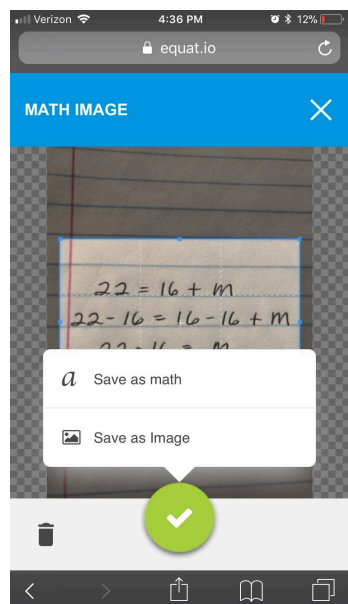 Verizon 4:36 PM 12%
equat.io
MATH IMAGE
22 = 16 + m
22 - 16 = 16 - 16 + m
Save as math
Save as Image